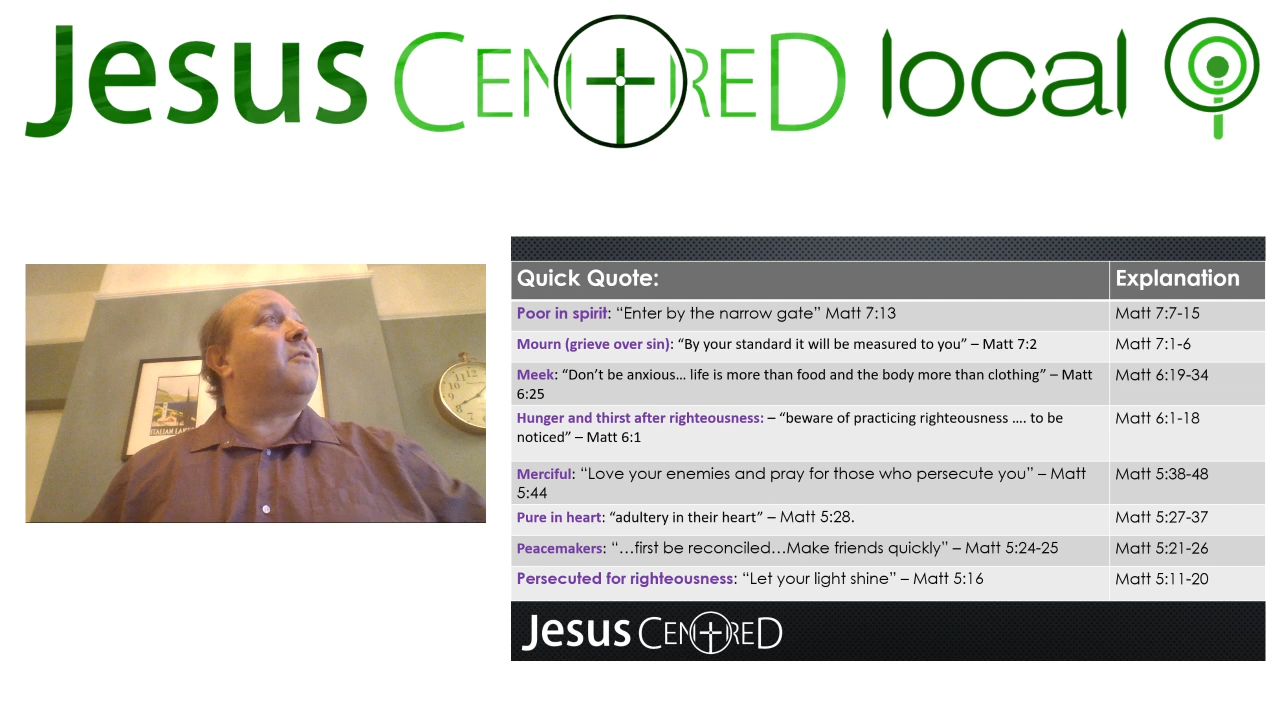 Jesus CENTRED local
Quick Quote: Explanation
Poor in spirit: “Enter by the narrow gate” Matt 7:13 Matt 7:7-15
Mourn (grieve over sin): “By your standard it will be measured to you” – Matt 7:2 Matt 7:1-6
Meek: “Don’t be anxious… life is more than food and the body more than clothing” – Matt Matt 6:19-34
6:25
Hunger and thirst after righteousness: – “beware of practicing righteousness …. to be Matt 6:1-18
noticed” – Matt 6:1
Merciful: “Love your enemies and pray for those who persecute you” – Matt Matt 5:38-48
5:44
Pure in heart: “adultery in their heart” – Matt 5:28. Matt 5:27-37
Peacemakers: “…first be reconciled…Make friends quickly” – Matt 5:24-25 Matt 5:21-26
Persecuted for righteousness: “Let your light shine” – Matt 5:16 Matt 5:11-20
Jesus CENTRED